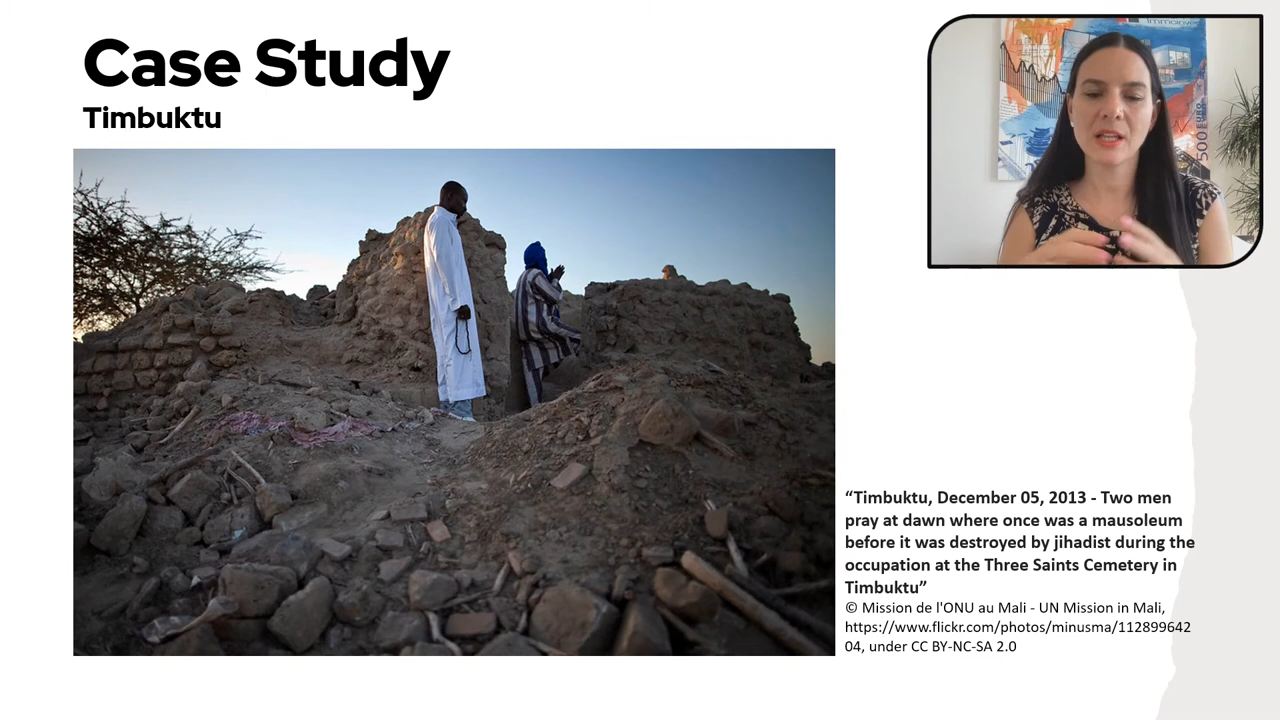 Case Study
Timbuktu
“Timbuktu, December 05, 2013 - Two men
pray at dawn where once was a mausoleum
before it was destroyed by jihadist during the
occupation at the Three Saints Cemetery in
Timbuktu”
© Mission de l'ONU au Mali - UN Mission in Mali,
https://www.flickr.com/photos/minusma/112899642
04, under CC BY-NC-SA 2.0
500 EURO